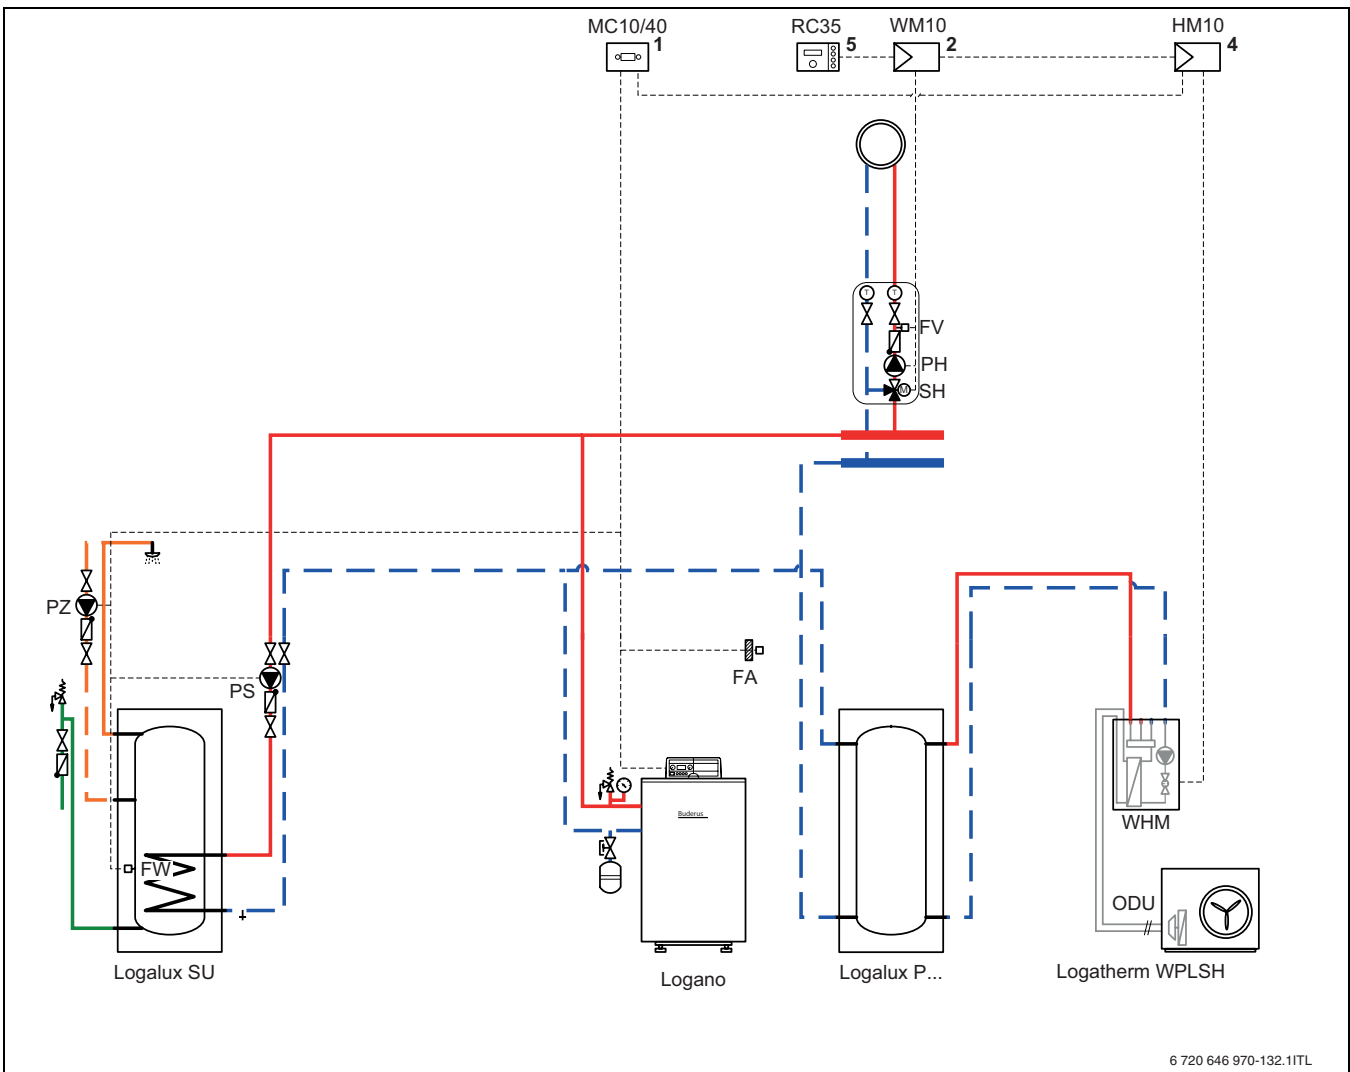 MC10/40
1
RC35
5
WM10
2
HM10
4
T
T
FV
PH
M
SH
PZ
PS
FA
Buderus
WHM
FW
ODU
Logalux SU
Logano
Logalux P...
Logatherm WPLSH
6 720 646 970-132.1ITL